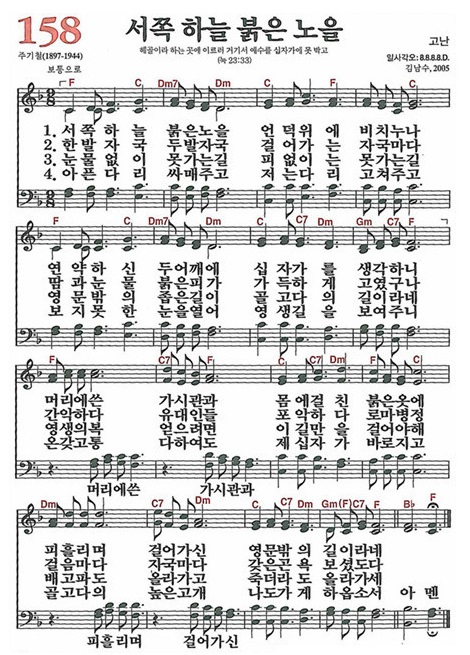 158 서쪽 하늘 붉은 노을
해골이라 하는 곳에 이르러 거기서 예수를 십자가에 못 박고
(눅 23:33)
고난
주기철(1897-1944)
보통으로
일사각오: 8.8.8.8.D.
김남수, 2005
F C Dm7 Dm F C Dm
1. 서쪽 하늘 붉은노을 언덕위에 비치누나
2. 한발자국 두발자국 걸어가는 자국마다
3. 눈물없이 못가는길 피없이는 못가는길
4. 아픈다리 싸매주고 저는다리 고쳐주고
F C Dm7 Dm Gm C7 F
연약하신 두어깨에 십자가를 생각하니
땀과눈물 붉은피가 가득하게 고였구나
영문밖의 좁은길이 골고다의 길이라네
보지못한 눈을열어 영생길을 보여주니
F C C7 Dm C
머리에쓴 가시관과 몸에걸친 붉은옷에
간악하다 유대인들 포악하다 로마병정
영생의복 얻으려면 이길만을 걸어야해
온갖고통 다하여도 제십자가 바로지고
머리에쓴 가시관과
Dm C7 Dm C C7 Dm Gm(F) C7 F B♭ F
피흘리며 걸어가신 영문밖의 길이라네
걸음마다 자국마다 갖은곤욕 보셨도다
배고파도 올라가고 죽더라도 올라가세
골고다의 높은고개 나도가게 하옵소서 아멘
피흘리며 걸어가신